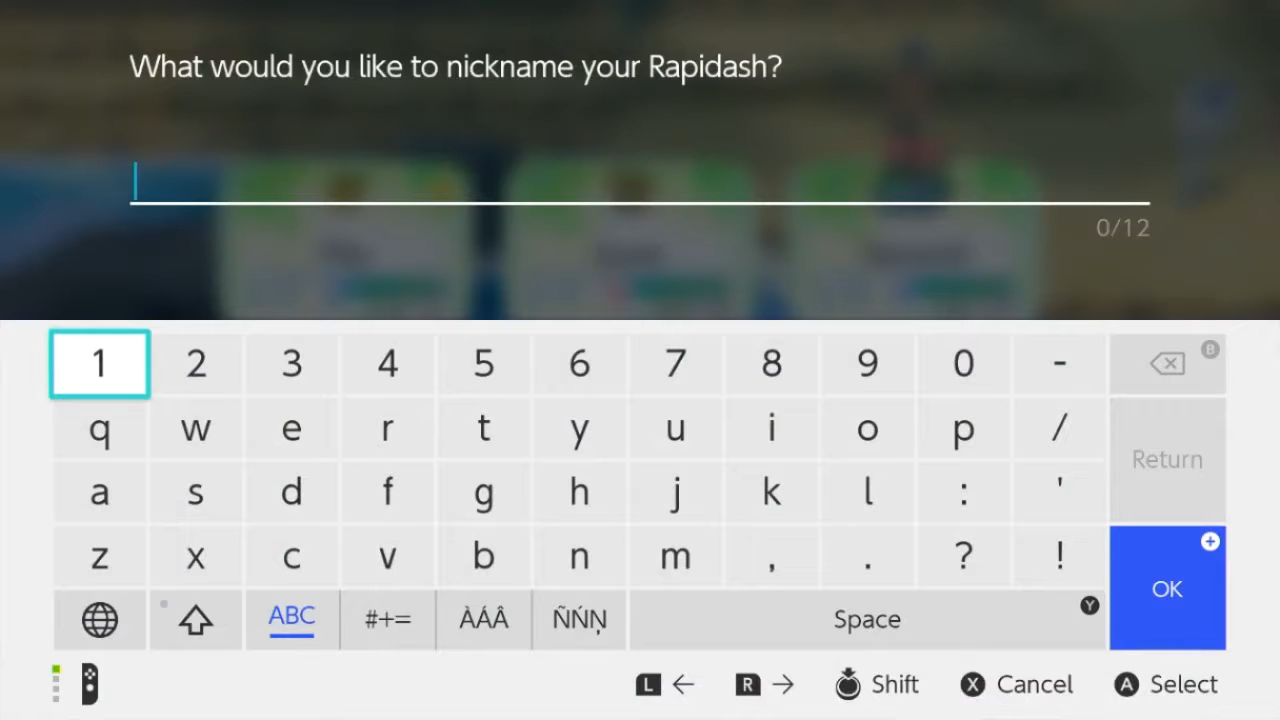 What would you like to nickname your Rapidash?
0/12
1 2 3 4 5 6 7 8 9 0 - B
q w e r t y u i o p / Return
a s d f g h j k l : '
z x c v b n m , . ? ! + OK
ABC #+= ÀÁÂ ÑŃŅ Space Y
L ← R → Shift X Cancel A Select